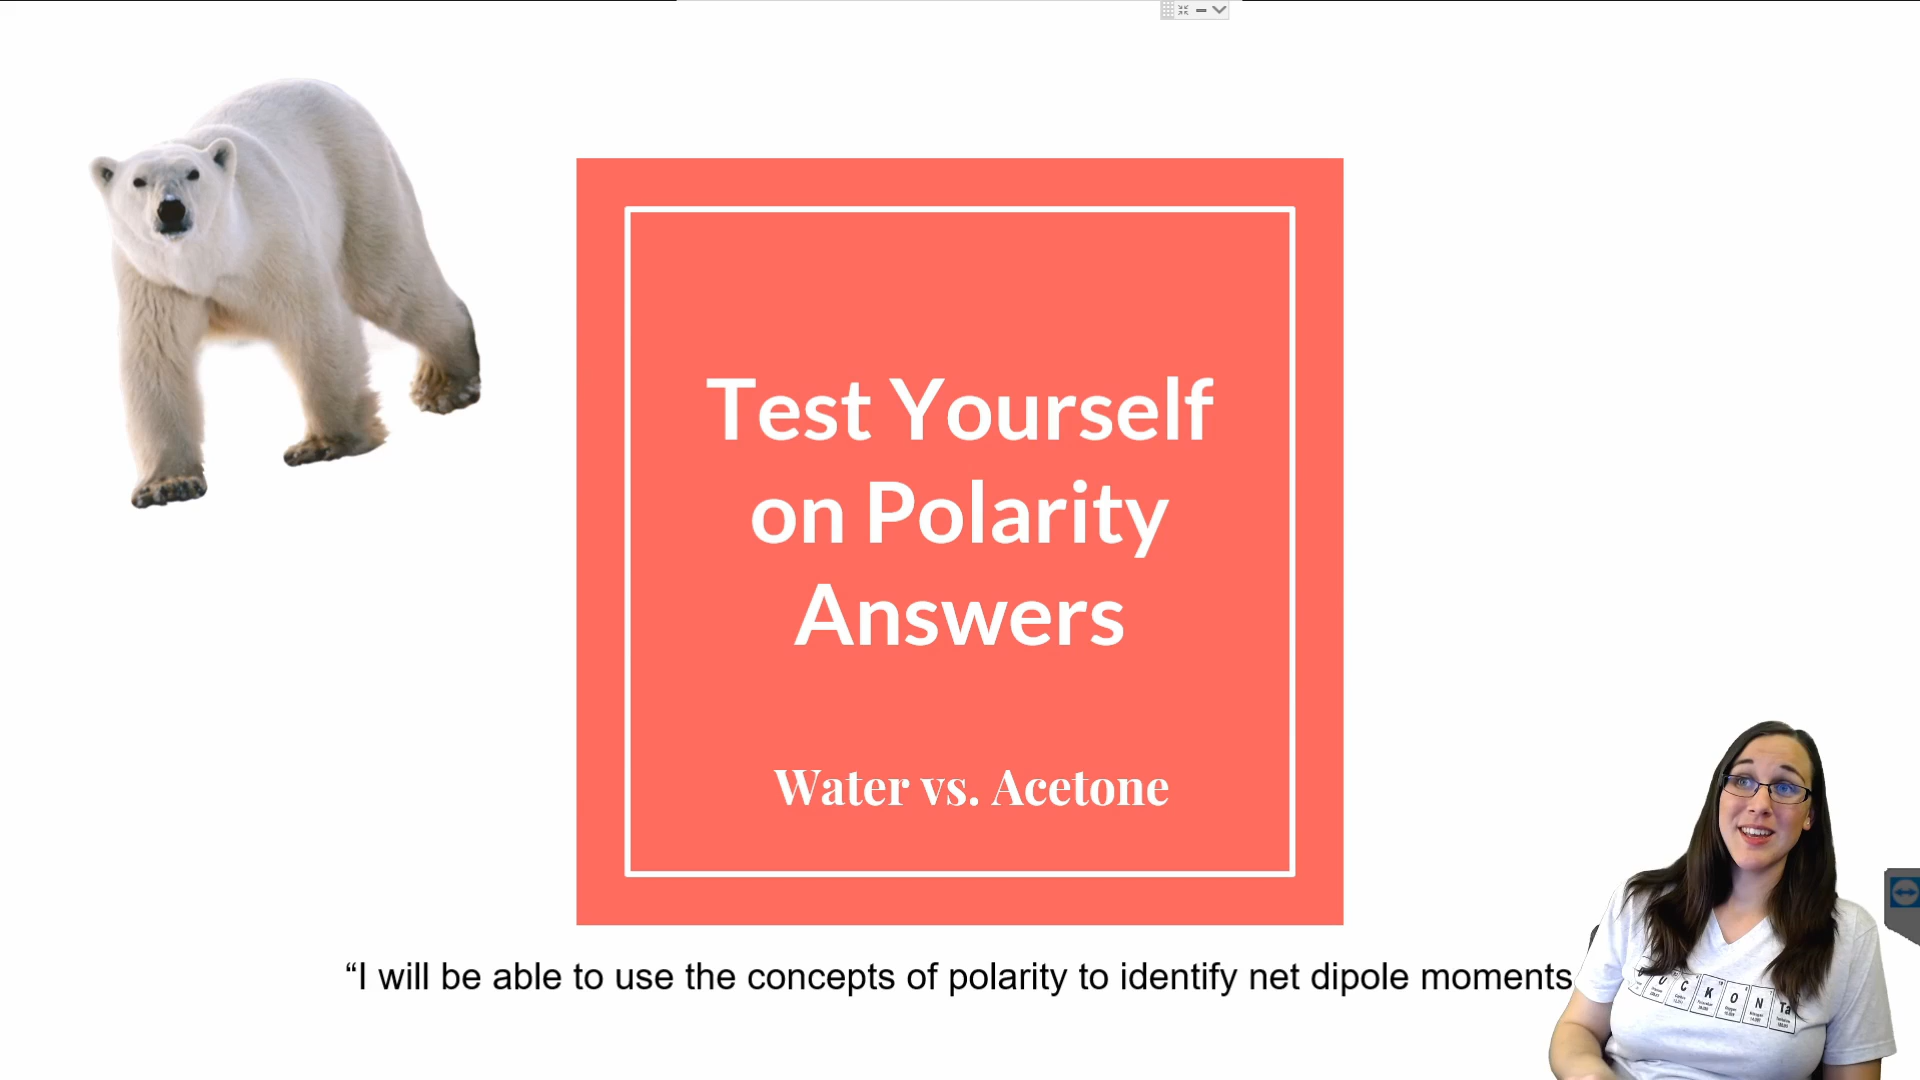 Test Yourself
on Polarity
Answers
Water vs. Acetone
“I will be able to use the concepts of polarity to identify net dipole moments
U C K O N Ta